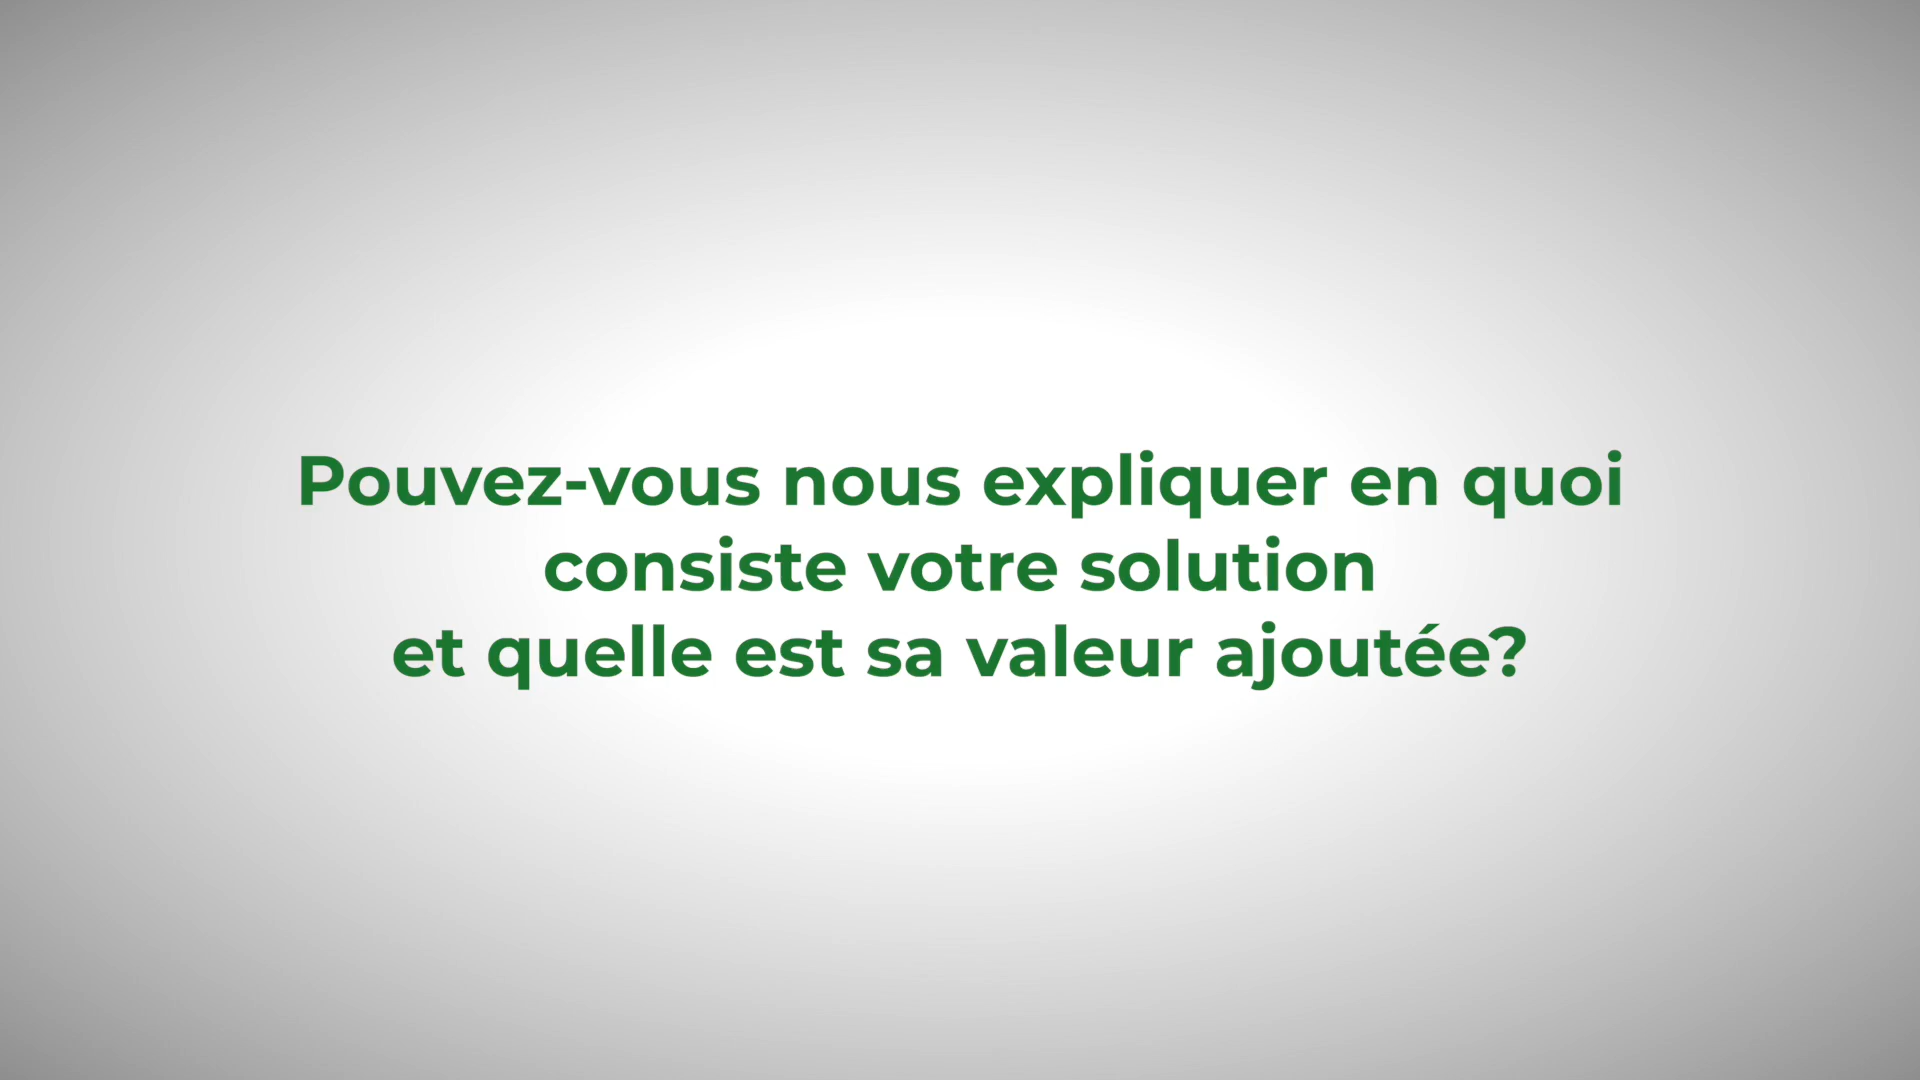 Pouvez-vous nous expliquer en quoi
consiste votre solution
et quelle est sa valeur ajoutée?